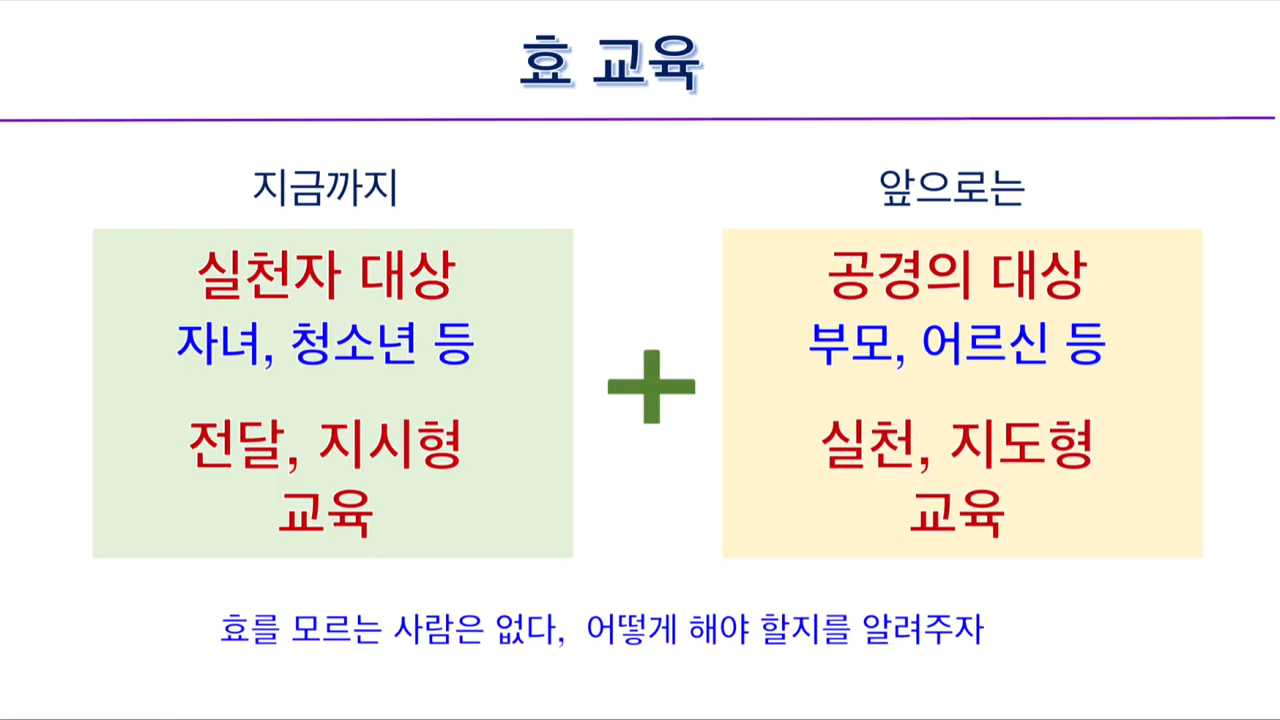 효 교육
지금까지
실천자 대상
자녀, 청소년 등
전달, 지시형
교육
앞으로는
공경의 대상
부모, 어르신 등
실천, 지도형
교육
효를 모르는 사람은 없다, 어떻게 해야 할지를 알려주자